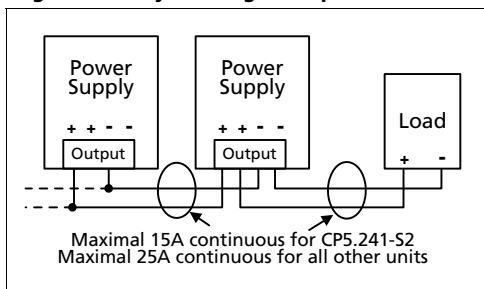 Power Supply
+ + - -
Output
Power Supply
+ + - -
Output
Load
+ -
Maximal 15A continuous for CP5.241-S2
Maximal 25A continuous for all other units